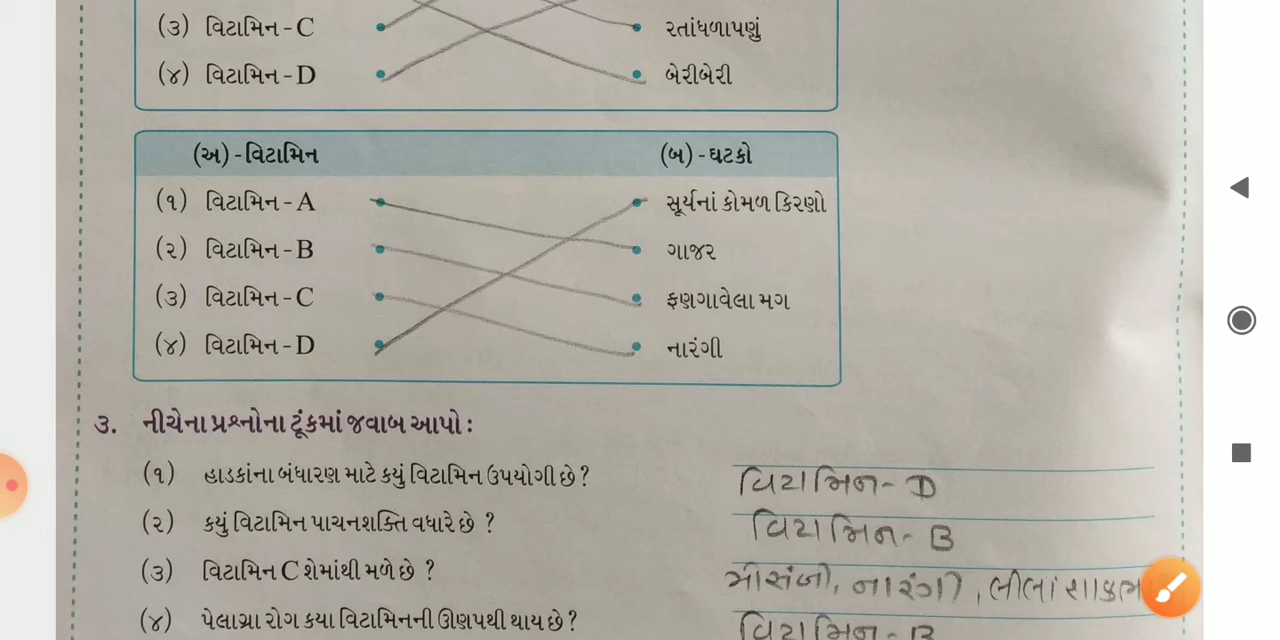 (૩) વિટામિન - C રતાંધળાપણું
(૪) વિટામિન - D બેરીબેરી
(અ) - વિટામિન (બ) - ઘટકો
(૧) વિટામિન - A સૂર્યનાં કોમળ કિરણો
(૨) વિટામિન - B ગાજર
(૩) વિટામિન - C ફણગાવેલા મગ
(૪) વિટામિન - D નારંગી
૩. નીચેના પ્રશ્નોના ટૂંકમાં જવાબ આપો :
(૧) હાડકાંના બંધારણ માટે કયું વિટામિન ઉપયોગી છે ? વિટામિન - D
(૨) કયું વિટામિન પાચનશક્તિ વધારે છે ? વિટામિન - B
(૩) વિટામિન C શેમાંથી મળે છે ? મોસંબી, નારંગી, લીલાં
(૪) પેલાગ્રા રોગ કયા વિટામિનની ઊણપથી થાય છે ? વિટામિન - B